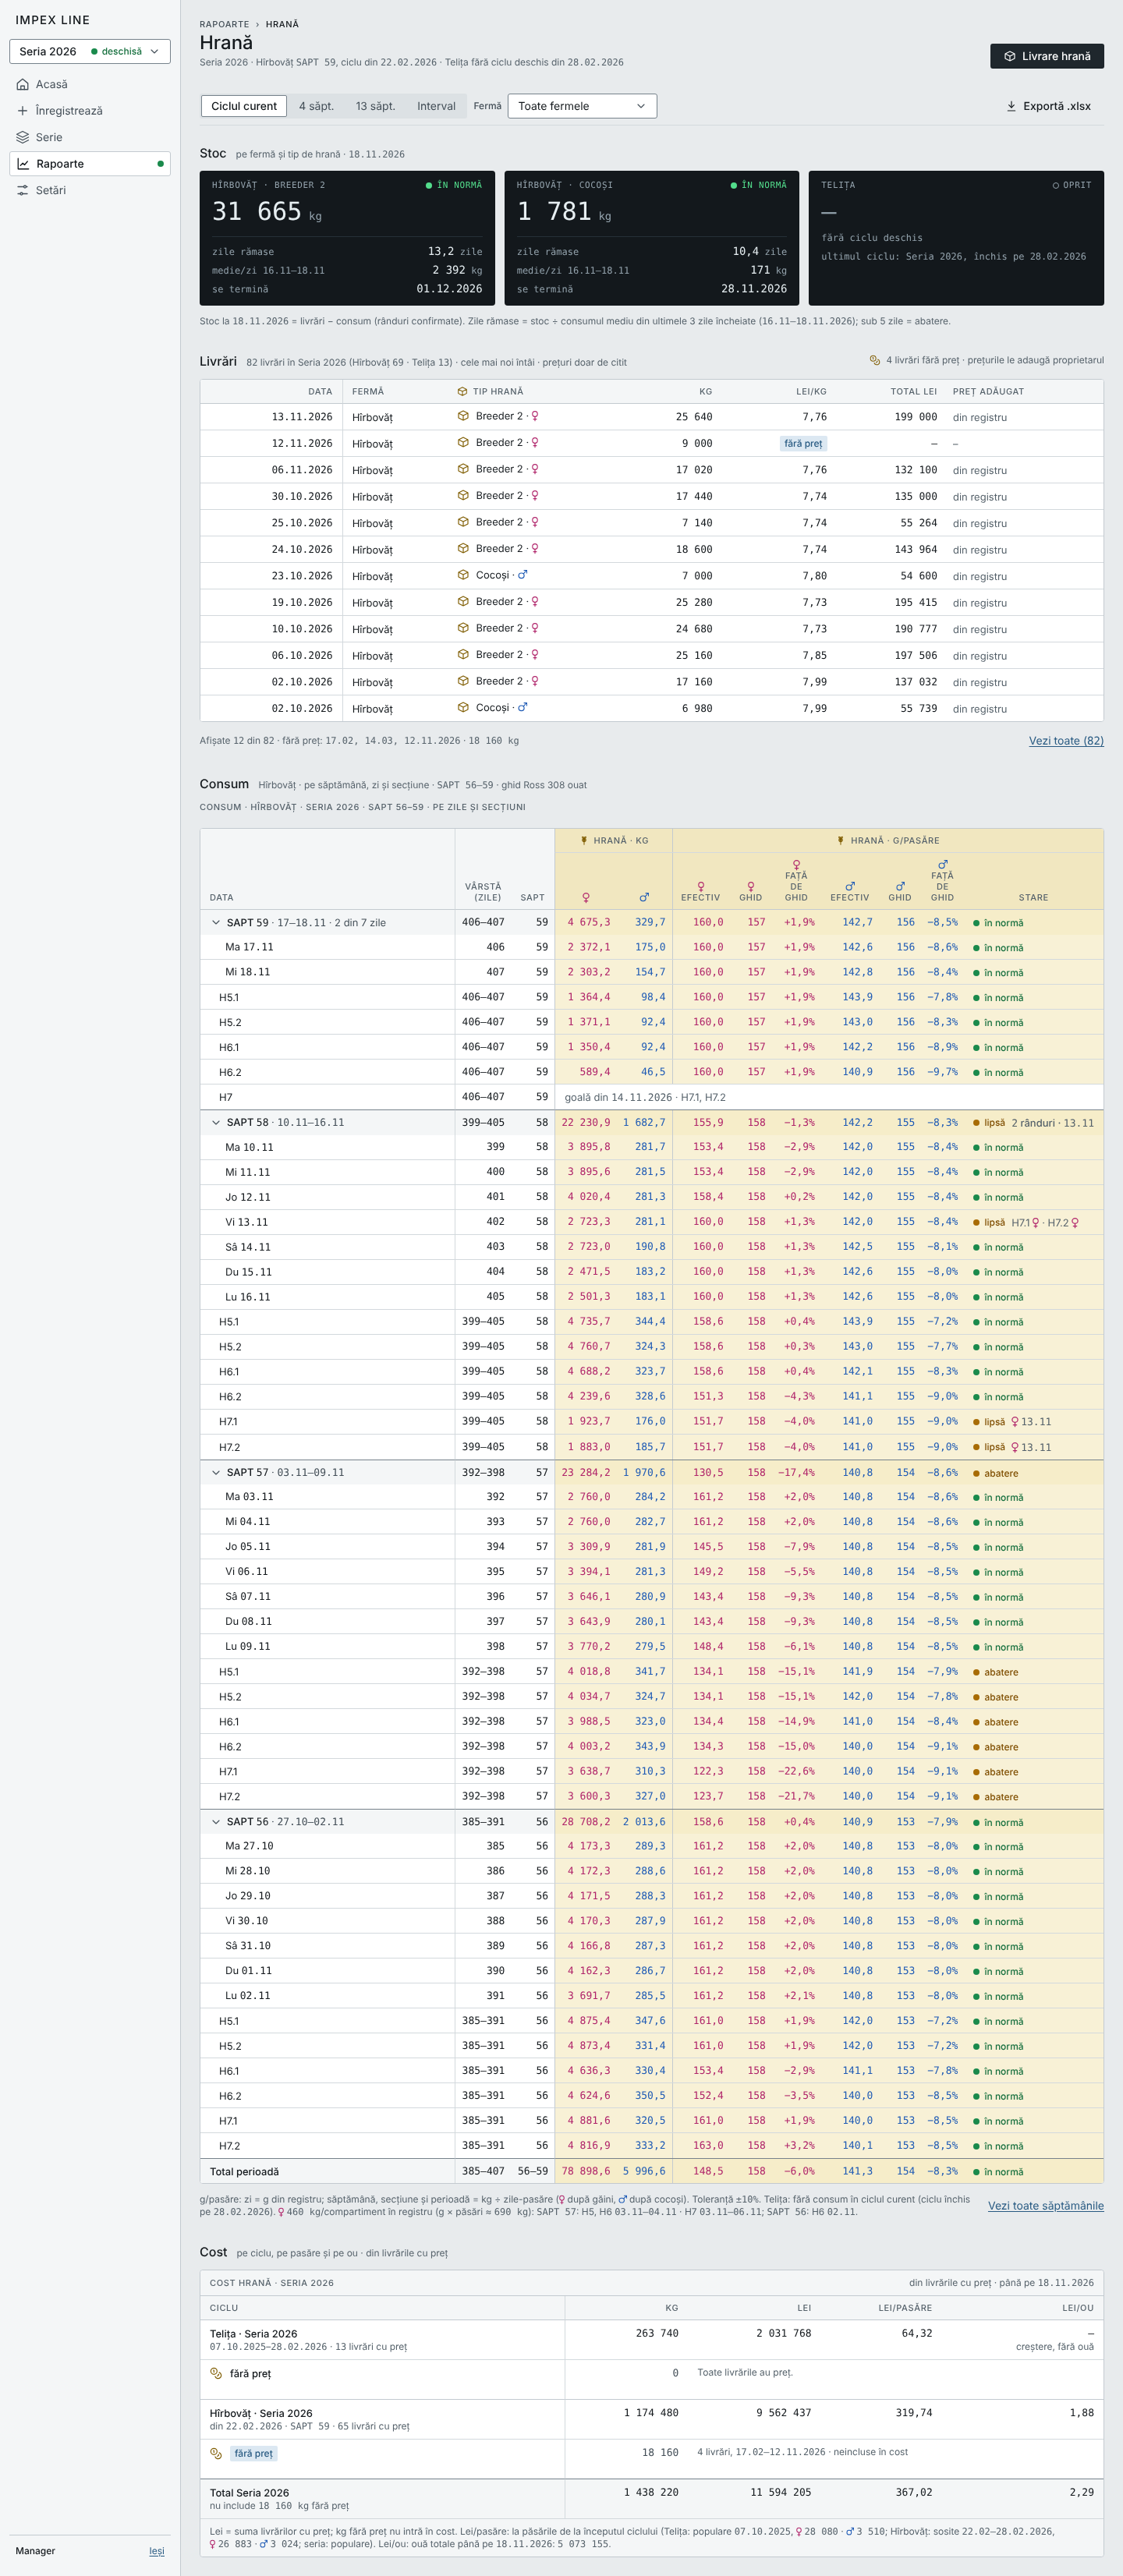 IMPEX LINE
Seria 2026 deschisă
Acasă
Înregistrează
Serie
Rapoarte
Setări
Manager Ieși
RAPOARTE › HRANĂ
Hrană
Seria 2026 · Hîrbovăț SAPT 59, ciclu din 22.02.2026 · Telița fără ciclu deschis din 28.02.2026
Livrare hrană
Ciclul curent 4 săpt. 13 săpt. Interval Fermă Toate fermele Exportă .xlsx
Stoc pe fermă și tip de hrană · 18.11.2026
HÎRBOVĂȚ · BREEDER 2 ÎN NORMĂ
31 665 kg
zile rămase 13,2 zile
medie/zi 16.11–18.11 2 392 kg
se termină 01.12.2026
HÎRBOVĂȚ · COCOȘI ÎN NORMĂ
1 781 kg
zile rămase 10,4 zile
medie/zi 16.11–18.11 171 kg
se termină 28.11.2026
TELIȚA OPRIT
—
fără ciclu deschis
ultimul ciclu: Seria 2026, închis pe 28.02.2026
Stoc la 18.11.2026 = livrări − consum (rânduri confirmate). Zile rămase = stoc ÷ consumul mediu din ultimele 3 zile încheiate (16.11–18.11.2026); sub 5 zile = abatere.
Livrări 82 livrări în Seria 2026 (Hîrbovăț 69 · Telița 13) · cele mai noi întâi · prețuri doar de citit
4 livrări fără preț · prețurile le adaugă proprietarul
DATA FERMĂ TIP HRANĂ KG LEI/KG TOTAL LEI PREȚ ADĂUGAT
13.11.2026 Hîrbovăț Breeder 2 · ♀ 25 640 7,76 199 000 din registru
12.11.2026 Hîrbovăț Breeder 2 · ♀ 9 000 fără preț — –
06.11.2026 Hîrbovăț Breeder 2 · ♀ 17 020 7,76 132 100 din registru
30.10.2026 Hîrbovăț Breeder 2 · ♀ 17 440 7,74 135 000 din registru
25.10.2026 Hîrbovăț Breeder 2 · ♀ 7 140 7,74 55 264 din registru
24.10.2026 Hîrbovăț Breeder 2 · ♀ 18 600 7,74 143 964 din registru
23.10.2026 Hîrbovăț Cocoși · ♂ 7 000 7,80 54 600 din registru
19.10.2026 Hîrbovăț Breeder 2 · ♀ 25 280 7,73 195 415 din registru
10.10.2026 Hîrbovăț Breeder 2 · ♀ 24 680 7,73 190 777 din registru
06.10.2026 Hîrbovăț Breeder 2 · ♀ 25 160 7,85 197 506 din registru
02.10.2026 Hîrbovăț Breeder 2 · ♀ 17 160 7,99 137 032 din registru
02.10.2026 Hîrbovăț Cocoși · ♂ 6 980 7,99 55 739 din registru
Afișate 12 din 82 · fără preț: 17.02, 14.03, 12.11.2026 · 18 160 kg
Vezi toate (82)
Consum Hîrbovăț · pe săptămână, zi și secțiune · SAPT 56–59 · ghid Ross 308 ouat
CONSUM · HÎRBOVĂȚ · SERIA 2026 · SAPT 56–59 · PE ZILE ȘI SECȚIUNI
HRANĂ · KG HRANĂ · G/PASĂRE
DATA VÂRSTĂ (ZILE) SAPT ♀ ♂ ♀ EFECTIV ♀ GHID ♀ FAȚĂ DE GHID ♂ EFECTIV ♂ GHID ♂ FAȚĂ DE GHID STARE
SAPT 59 · 17–18.11 · 2 din 7 zile 406–407 59 4 675,3 329,7 160,0 157 +1,9% 142,7 156 −8,5% în normă
Ma 17.11 406 59 2 372,1 175,0 160,0 157 +1,9% 142,6 156 −8,6% în normă
Mi 18.11 407 59 2 303,2 154,7 160,0 157 +1,9% 142,8 156 −8,4% în normă
H5.1 406–407 59 1 364,4 98,4 160,0 157 +1,9% 143,9 156 −7,8% în normă
H5.2 406–407 59 1 371,1 92,4 160,0 157 +1,9% 143,0 156 −8,3% în normă
H6.1 406–407 59 1 350,4 92,4 160,0 157 +1,9% 142,2 156 −8,9% în normă
H6.2 406–407 59 589,4 46,5 160,0 157 +1,9% 140,9 156 −9,7% în normă
H7 406–407 59 goală din 14.11.2026 · H7.1, H7.2
SAPT 58 · 10.11–16.11 399–405 58 22 230,9 1 682,7 155,9 158 −1,3% 142,2 155 −8,3% lipsă 2 rânduri · 13.11
Ma 10.11 399 58 3 895,8 281,7 153,4 158 −2,9% 142,0 155 −8,4% în normă
Mi 11.11 400 58 3 895,6 281,5 153,4 158 −2,9% 142,0 155 −8,4% în normă
Jo 12.11 401 58 4 020,4 281,3 158,4 158 +0,2% 142,0 155 −8,4% în normă
Vi 13.11 402 58 2 723,3 281,1 160,0 158 +1,3% 142,0 155 −8,4% lipsă H7.1 ♀ · H7.2 ♀
Sâ 14.11 403 58 2 723,0 190,8 160,0 158 +1,3% 142,5 155 −8,1% în normă
Du 15.11 404 58 2 471,5 183,2 160,0 158 +1,3% 142,6 155 −8,0% în normă
Lu 16.11 405 58 2 501,3 183,1 160,0 158 +1,3% 142,6 155 −8,0% în normă
H5.1 399–405 58 4 735,7 344,4 158,6 158 +0,4% 143,9 155 −7,2% în normă
H5.2 399–405 58 4 760,7 324,3 158,6 158 +0,3% 143,0 155 −7,7% în normă
H6.1 399–405 58 4 688,2 323,7 158,6 158 +0,4% 142,1 155 −8,3% în normă
H6.2 399–405 58 4 239,6 328,6 151,3 158 −4,3% 141,1 155 −9,0% în normă
H7.1 399–405 58 1 923,7 176,0 151,7 158 −4,0% 141,0 155 −9,0% lipsă ♀ 13.11
H7.2 399–405 58 1 883,0 185,7 151,7 158 −4,0% 141,0 155 −9,0% lipsă ♀ 13.11
SAPT 57 · 03.11–09.11 392–398 57 23 284,2 1 970,6 130,5 158 −17,4% 140,8 154 −8,6% abatere
Ma 03.11 392 57 2 760,0 284,2 161,2 158 +2,0% 140,8 154 −8,6% în normă
Mi 04.11 393 57 2 760,0 282,7 161,2 158 +2,0% 140,8 154 −8,6% în normă
Jo 05.11 394 57 3 309,9 281,9 145,5 158 −7,9% 140,8 154 −8,5% în normă
Vi 06.11 395 57 3 394,1 281,3 149,2 158 −5,5% 140,8 154 −8,5% în normă
Sâ 07.11 396 57 3 646,1 280,9 143,4 158 −9,3% 140,8 154 −8,5% în normă
Du 08.11 397 57 3 643,9 280,1 143,4 158 −9,3% 140,8 154 −8,5% în normă
Lu 09.11 398 57 3 770,2 279,5 148,4 158 −6,1% 140,8 154 −8,5% în normă
H5.1 392–398 57 4 018,8 341,7 134,1 158 −15,1% 141,9 154 −7,9% abatere
H5.2 392–398 57 4 034,7 324,7 134,1 158 −15,1% 142,0 154 −7,8% abatere
H6.1 392–398 57 3 988,5 323,0 134,4 158 −14,9% 141,0 154 −8,4% abatere
H6.2 392–398 57 4 003,2 343,9 134,3 158 −15,0% 140,0 154 −9,1% abatere
H7.1 392–398 57 3 638,7 310,3 122,3 158 −22,6% 140,0 154 −9,1% abatere
H7.2 392–398 57 3 600,3 327,0 123,7 158 −21,7% 140,0 154 −9,1% abatere
SAPT 56 · 27.10–02.11 385–391 56 28 708,2 2 013,6 158,6 158 +0,4% 140,9 153 −7,9% în normă
Ma 27.10 385 56 4 173,3 289,3 161,2 158 +2,0% 140,8 153 −8,0% în normă
Mi 28.10 386 56 4 172,3 288,6 161,2 158 +2,0% 140,8 153 −8,0% în normă
Jo 29.10 387 56 4 171,5 288,3 161,2 158 +2,0% 140,8 153 −8,0% în normă
Vi 30.10 388 56 4 170,3 287,9 161,2 158 +2,0% 140,8 153 −8,0% în normă
Sâ 31.10 389 56 4 166,8 287,3 161,2 158 +2,0% 140,8 153 −8,0% în normă
Du 01.11 390 56 4 162,3 286,7 161,2 158 +2,0% 140,8 153 −8,0% în normă
Lu 02.11 391 56 3 691,7 285,5 161,2 158 +2,1% 140,8 153 −8,0% în normă
H5.1 385–391 56 4 875,4 347,6 161,0 158 +1,9% 142,0 153 −7,2% în normă
H5.2 385–391 56 4 873,4 331,4 161,0 158 +1,9% 142,0 153 −7,2% în normă
H6.1 385–391 56 4 636,3 330,4 153,4 158 −2,9% 141,1 153 −7,8% în normă
H6.2 385–391 56 4 624,6 350,5 152,4 158 −3,5% 140,0 153 −8,5% în normă
H7.1 385–391 56 4 881,6 320,5 161,0 158 +1,9% 140,0 153 −8,5% în normă
H7.2 385–391 56 4 816,9 333,2 163,0 158 +3,2% 140,1 153 −8,5% în normă
Total perioadă 385–407 56–59 78 898,6 5 996,6 148,5 158 −6,0% 141,3 154 −8,3% în normă
g/pasăre: zi = g din registru; săptămână, secțiune și perioadă = kg ÷ zile-pasăre (♀ după găini, ♂ după cocoși). Toleranță ±10%. Telița: fără consum în ciclul curent (ciclu închis
pe 28.02.2026). ♀ 460 kg/compartiment în registru (g × păsări ≈ 690 kg): SAPT 57: H5, H6 03.11–04.11 · H7 03.11–06.11; SAPT 56: H6 02.11.
Vezi toate săptămânile
Cost pe ciclu, pe pasăre și pe ou · din livrările cu preț
COST HRANĂ · SERIA 2026 din livrările cu preț · până pe 18.11.2026
CICLU KG LEI LEI/PASĂRE LEI/OU
Telița · Seria 2026 263 740 2 031 768 64,32 —
07.10.2025–28.02.2026 · 13 livrări cu preț creștere, fără ouă
fără preț 0 Toate livrările au preț.
Hîrbovăț · Seria 2026 1 174 480 9 562 437 319,74 1,88
din 22.02.2026 · SAPT 59 · 65 livrări cu preț
fără preț 18 160 4 livrări, 17.02–12.11.2026 · neincluse în cost
Total Seria 2026 1 438 220 11 594 205 367,02 2,29
nu include 18 160 kg fără preț
Lei = suma livrărilor cu preț; kg fără preț nu intră în cost. Lei/pasăre: la păsările de la începutul ciclului (Telița: populare 07.10.2025, ♀ 28 080 · ♂ 3 510; Hîrbovăț: sosite 22.02–28.02.2026,
♀ 26 883 · ♂ 3 024; seria: populare). Lei/ou: ouă totale până pe 18.11.2026: 5 073 155.